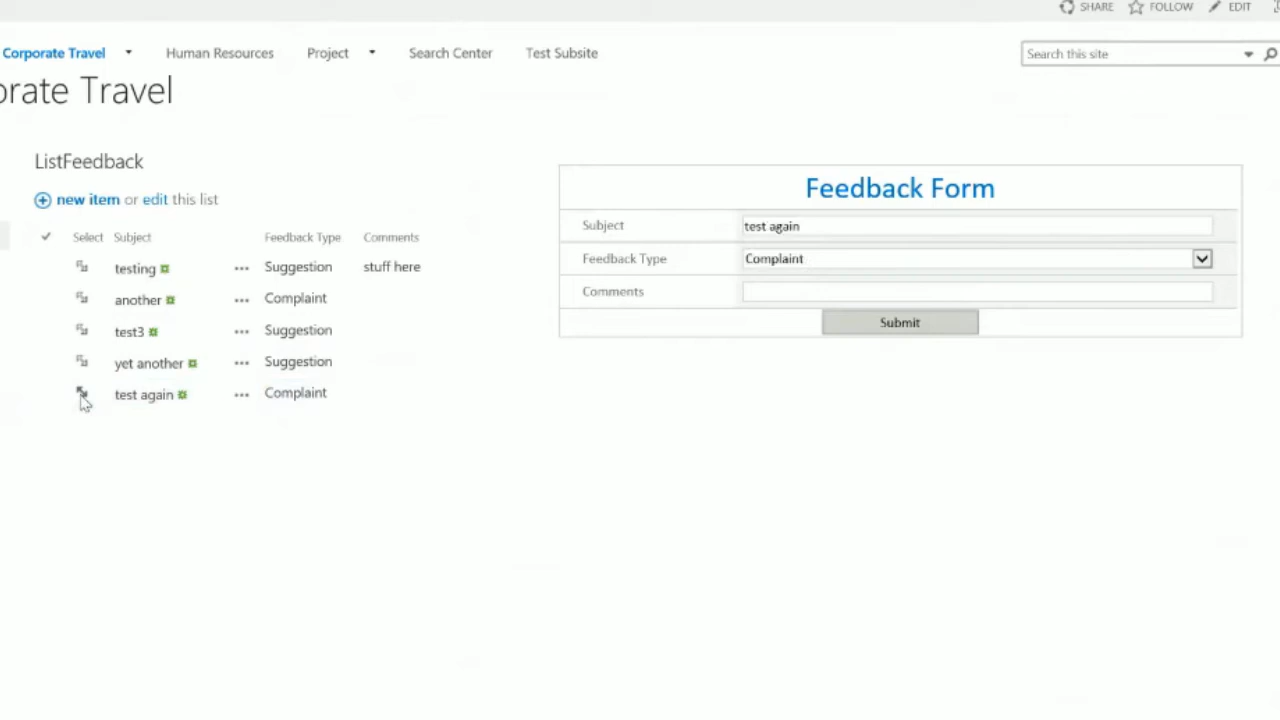 SHARE FOLLOW EDIT
Corporate Travel Human Resources Project Search Center Test Subsite Search this site
orate Travel
ListFeedback
new item or edit this list
Select Subject Feedback Type Comments
testing Suggestion stuff here
another Complaint
test3 Suggestion
yet another Suggestion
test again Complaint
Feedback Form
Subject test again
Feedback Type Complaint
Comments
Submit